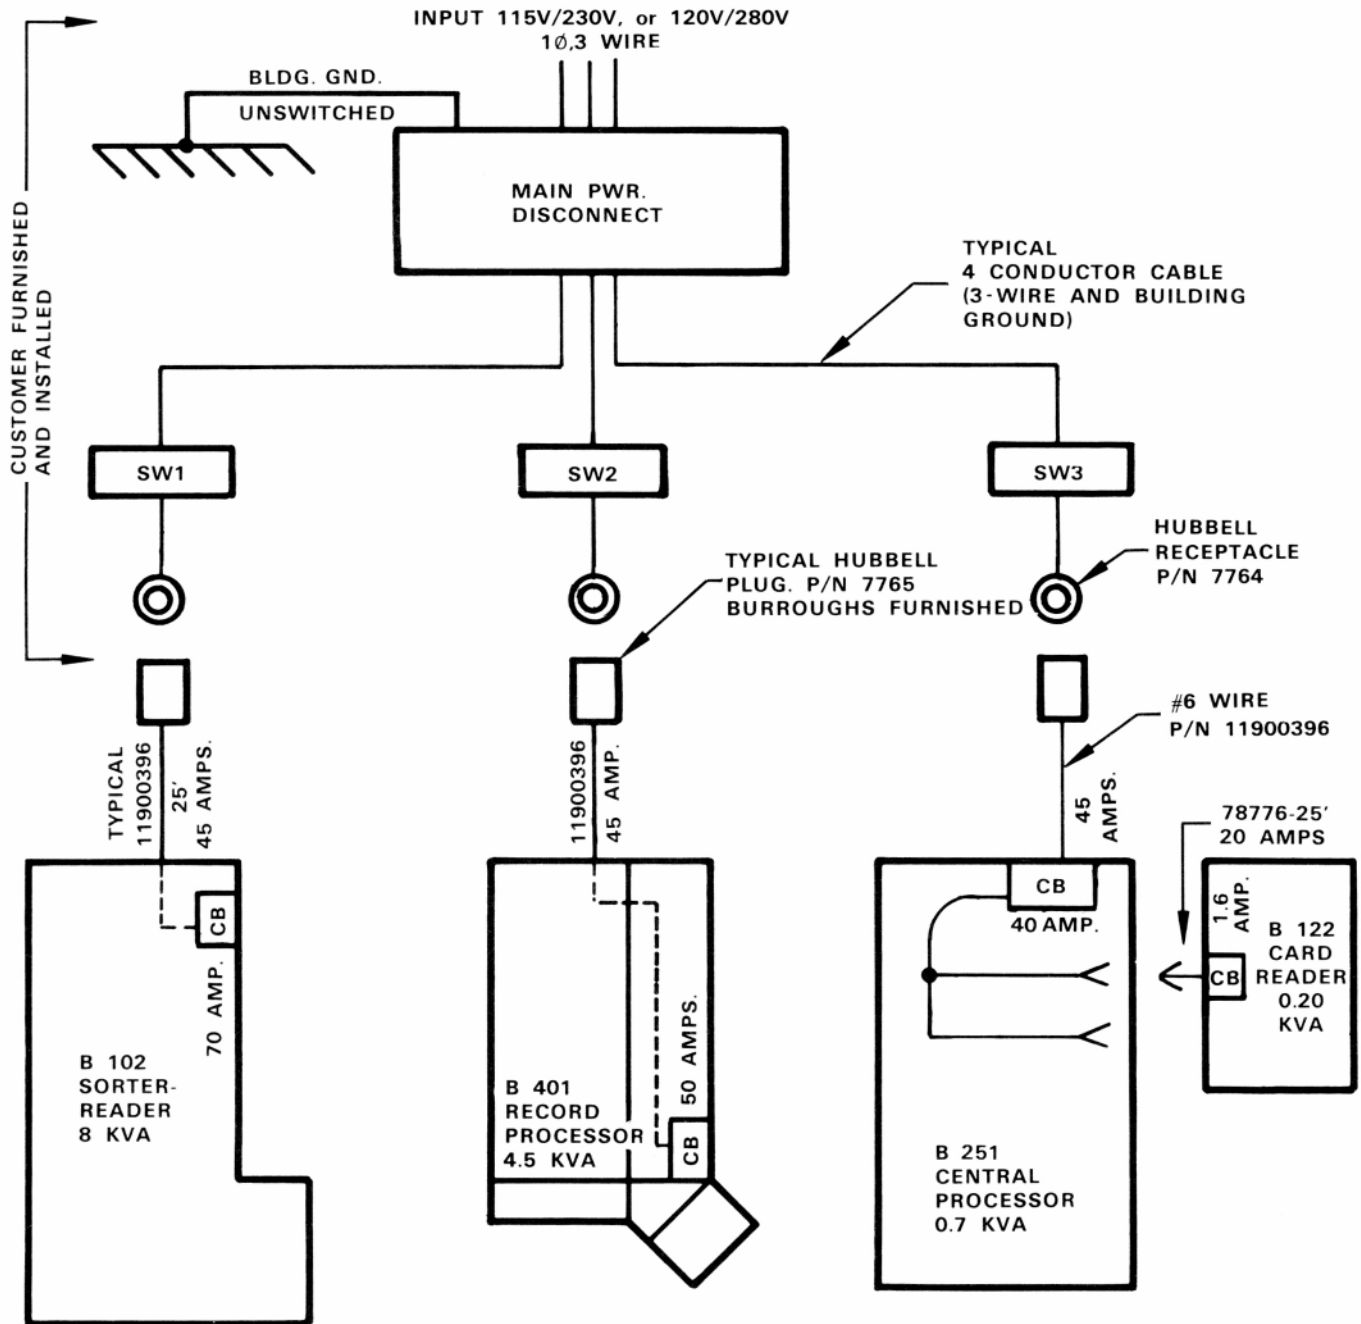 INPUT 115V/230V, or 120V/280V
1Ø,3 WIRE
BLDG. GND.
UNSWITCHED
MAIN PWR.
DISCONNECT
CUSTOMER FURNISHED
AND INSTALLED
TYPICAL
4 CONDUCTOR CABLE
(3-WIRE AND BUILDING
GROUND)
SW1
SW2
SW3
TYPICAL HUBBELL
PLUG. P/N 7765
BURROUGHS FURNISHED
HUBBELL
RECEPTACLE
P/N 7764
#6 WIRE
P/N 11900396
TYPICAL
11900396
25'
45 AMPS.
11900396
45 AMP.
45
AMPS.
78776-25'
20 AMPS
CB
70 AMP.
B 102
SORTER-
READER
8 KVA
50 AMPS.
CB
B 401
RECORD
PROCESSOR
4.5 KVA
CB
40 AMP.
B 251
CENTRAL
PROCESSOR
0.7 KVA
1.6
AMP.
CB
B 122
CARD
READER
0.20
KVA